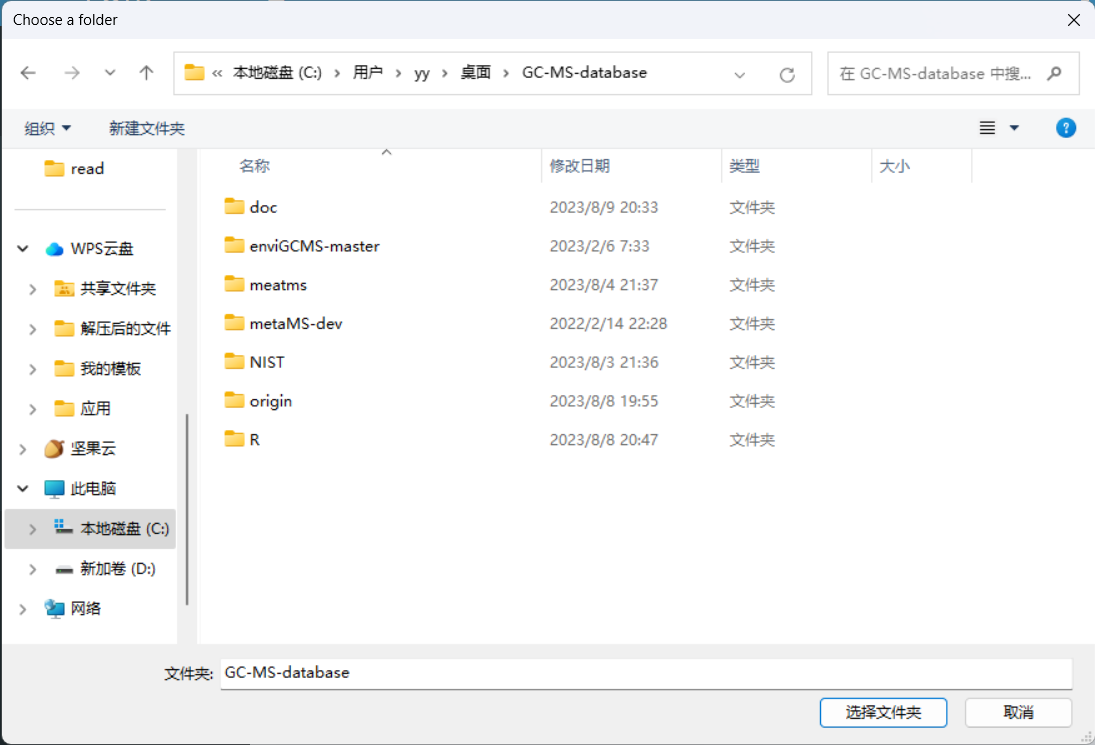 Choose a folder
« 本地磁盘 (C:) › 用户 › yy › 桌面 › GC-MS-database
在 GC-MS-database 中搜...
组织 新建文件夹
read
WPS云盘
共享文件夹
解压后的文件
我的模板
应用
坚果云
此电脑
本地磁盘 (C:)
新加卷 (D:)
网络
名称 修改日期 类型 大小
doc 2023/8/9 20:33 文件夹
enviGCMS-master 2023/2/6 7:33 文件夹
meatms 2023/8/4 21:37 文件夹
metaMS-dev 2022/2/14 22:28 文件夹
NIST 2023/8/3 21:36 文件夹
origin 2023/8/8 19:55 文件夹
R 2023/8/8 20:47 文件夹
文件夹: GC-MS-database
选择文件夹 取消